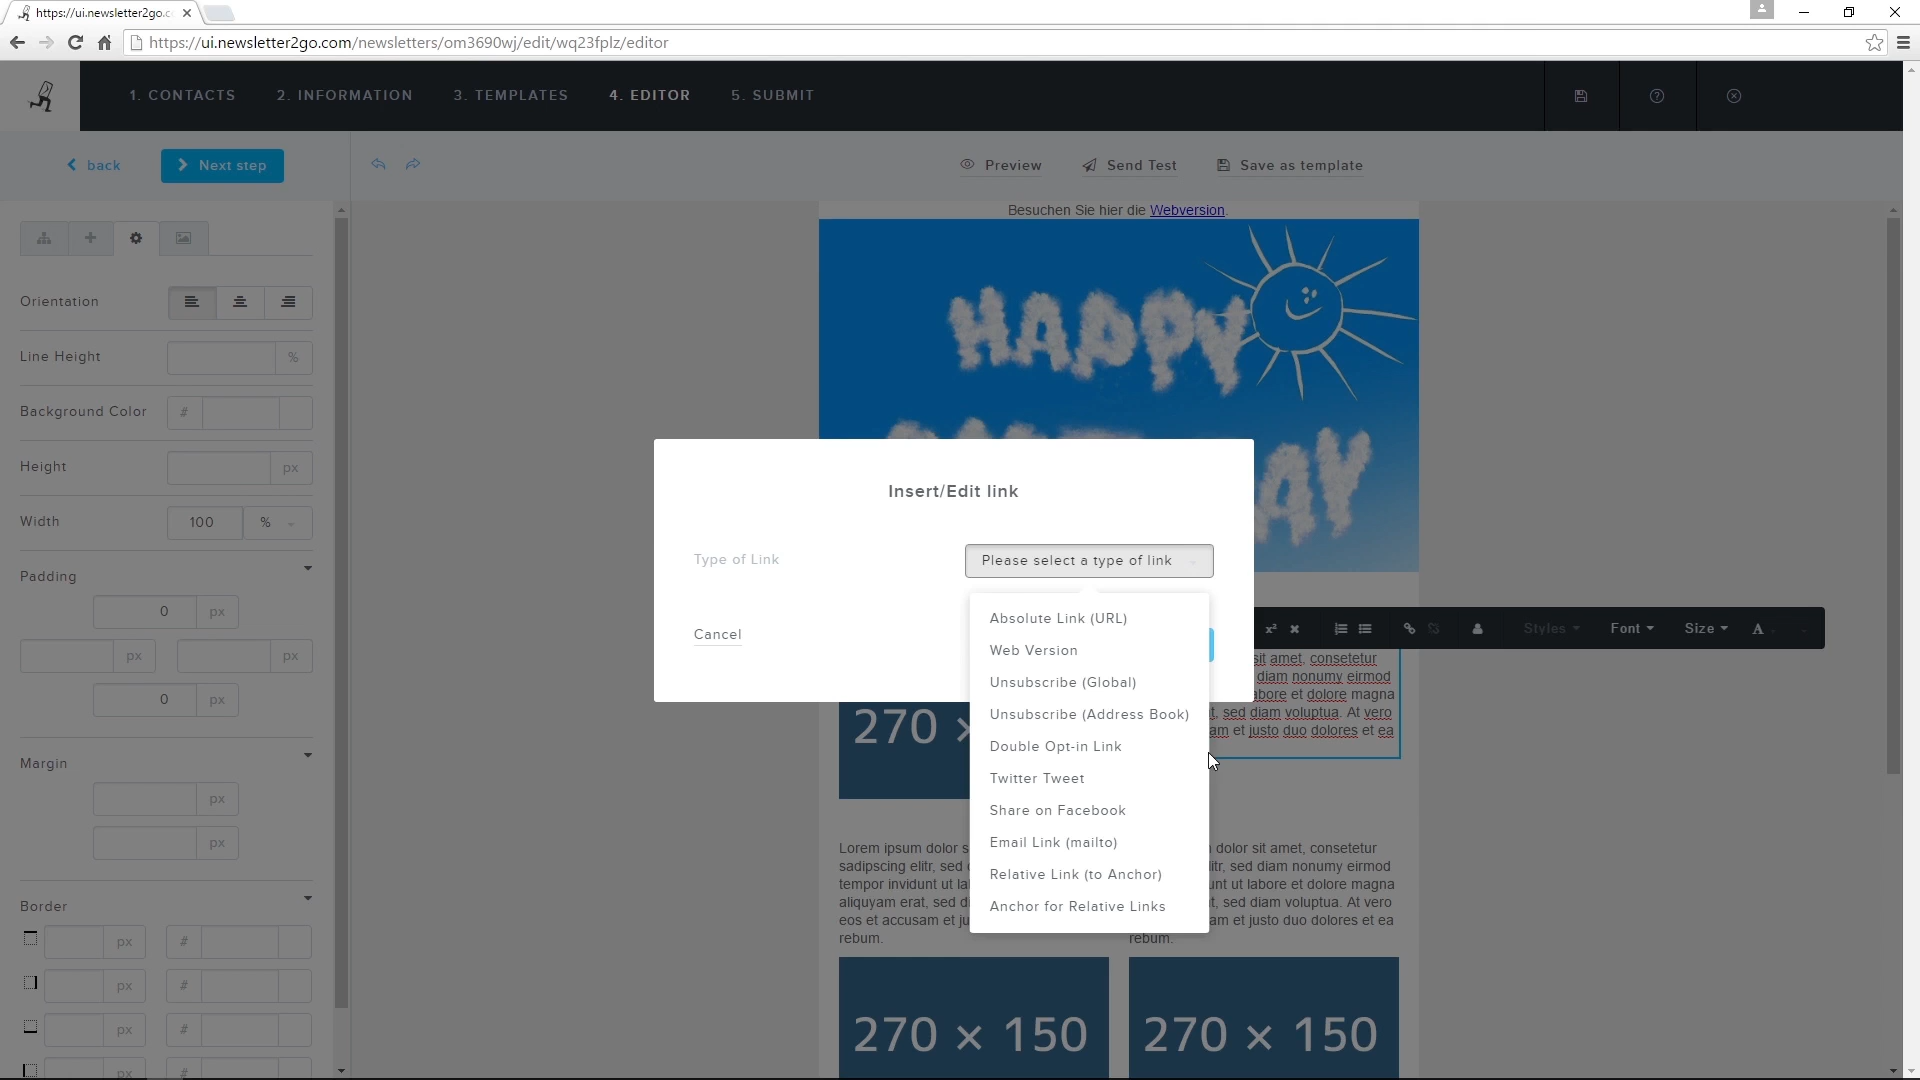 https://ui.newsletter2go.c
https://ui.newsletter2go.com/newsletters/om3690wj/edit/wq23fplz/editor
1. CONTACTS
2. INFORMATION
3. TEMPLATES
4. EDITOR
5. SUBMIT
back
Next step
Preview
Send Test
Save as template
Besuchen Sie hier die Webversion.
HAPPY
AY
Orientation
Line Height
%
Background Color
#
Height
px
Width
100
%
Padding
0
px
px
px
0
px
Margin
px
px
Border
px
#
px
#
px
#
px
#
Insert/Edit link
Type of Link
Please select a type of link
Cancel
Absolute Link (URL)
Web Version
Unsubscribe (Global)
Unsubscribe (Address Book)
Double Opt-in Link
Twitter Tweet
Share on Facebook
Email Link (mailto)
Relative Link (to Anchor)
Anchor for Relative Links
x²
Styles
Font
Size
A
sit amet, consetetur
diam nonumy eirmod
abore et dolore magna
t, sed diam voluptua. At vero
am et justo duo dolores et ea
270 ×
Lorem ipsum dolor s
sadipscing elitr, sed
tempor invidunt ut la
aliquyam erat, sed d
eos et accusam et ju
rebum.
dolor sit amet, consetetur
litr, sed diam nonumy eirmod
unt ut labore et dolore magna
t, sed diam voluptua. At vero
am et justo duo dolores et ea
rebum.
270 × 150
270 × 150